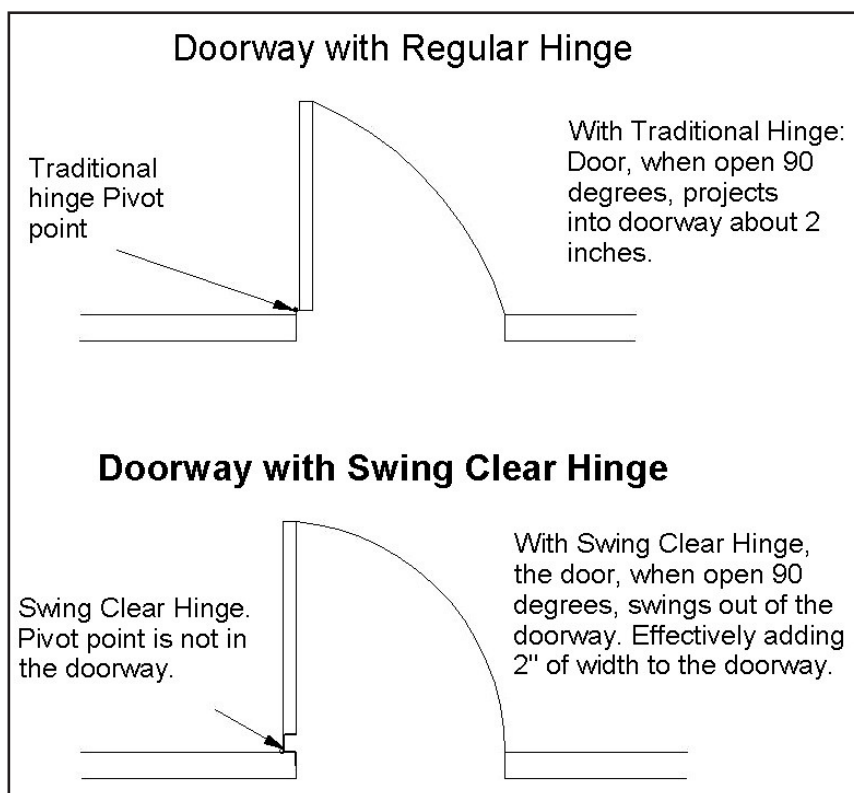 Doorway with Regular Hinge
Traditional
hinge Pivot
point
With Traditional Hinge:
Door, when open 90
degrees, projects
into doorway about 2
inches.
Doorway with Swing Clear Hinge
Swing Clear Hinge.
Pivot point is not in
the doorway.
With Swing Clear Hinge,
the door, when open 90
degrees, swings out of the
doorway. Effectively adding
2" of width to the doorway.